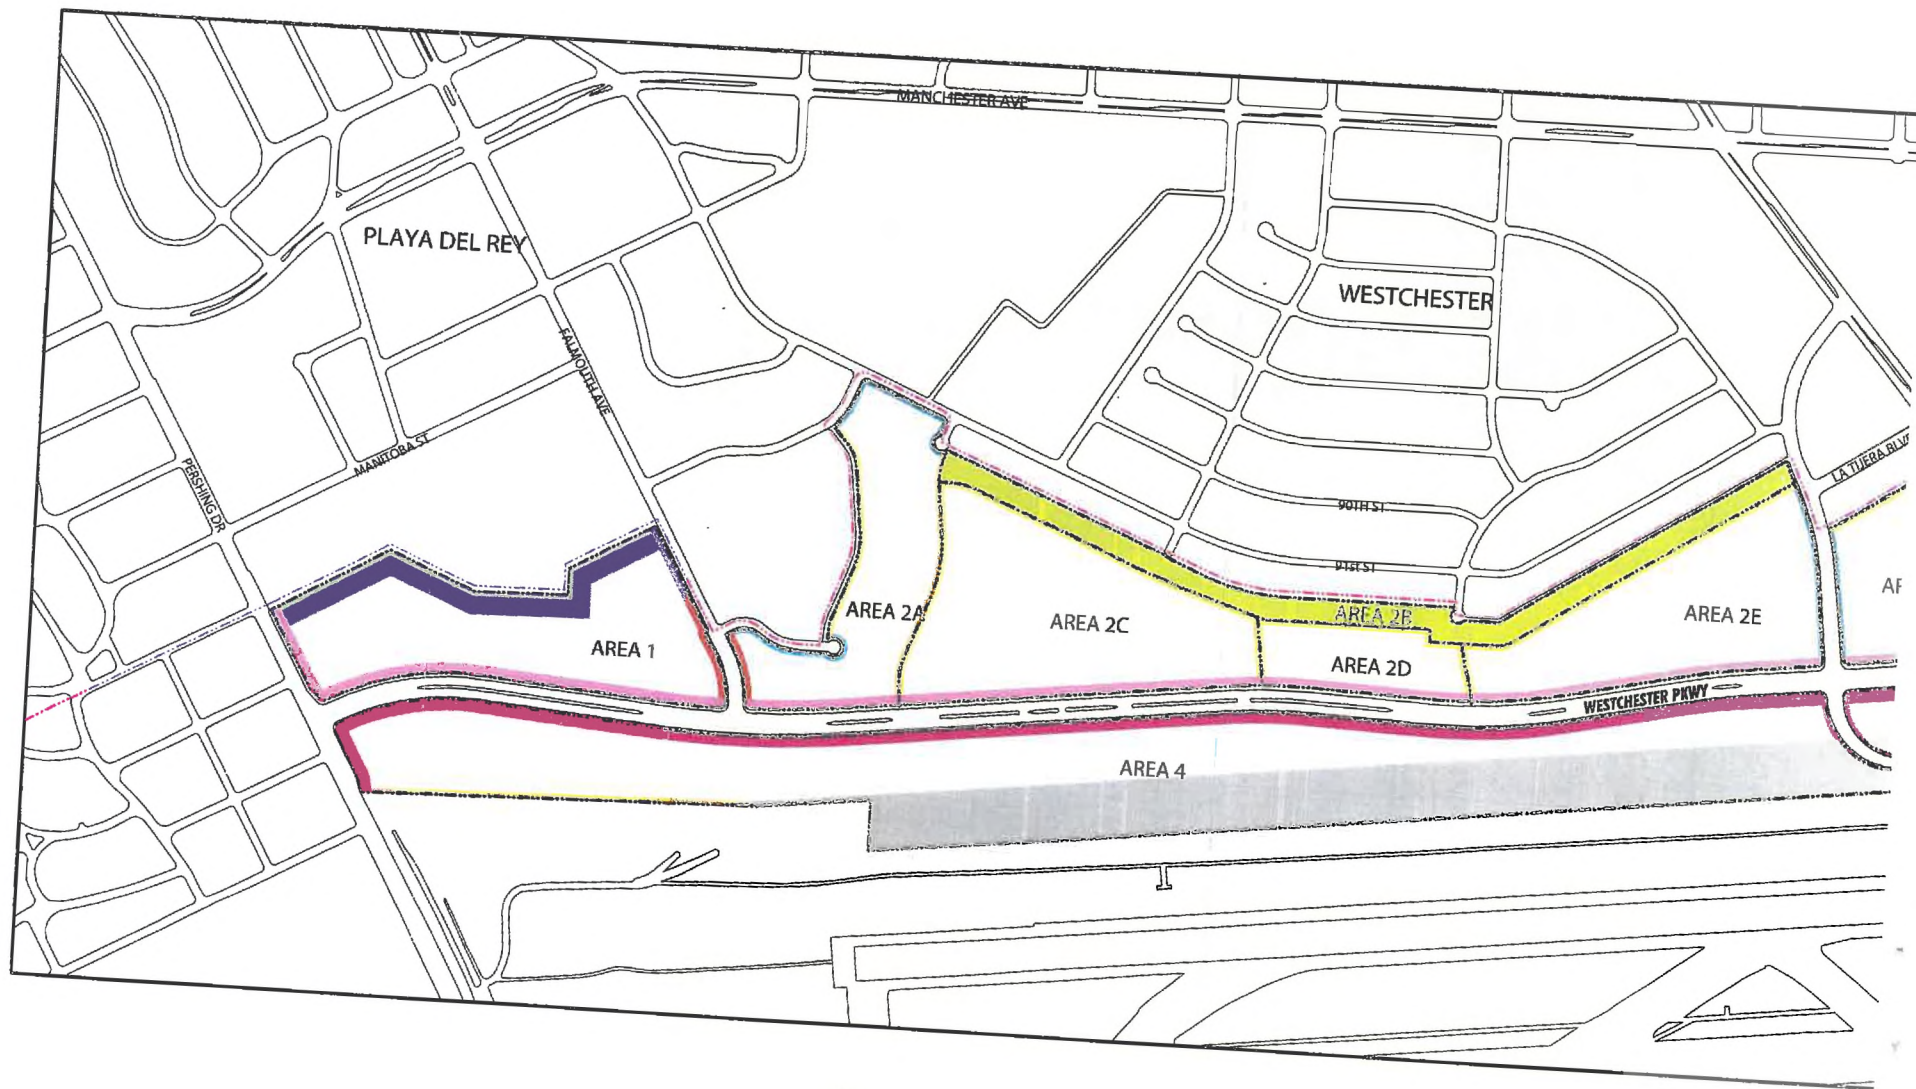 MANCHESTER AVE
PLAYA DEL REY
WESTCHESTER
FALMOUTH AVE
MANITOBA ST
PERSHING DR
LA TIJERA BLVD
90TH ST
91st ST
AREA 2A
AREA 2B
AREA 2C
AREA 2E
AREA 1
AREA 2D
WESTCHESTER PKWY
AREA 4